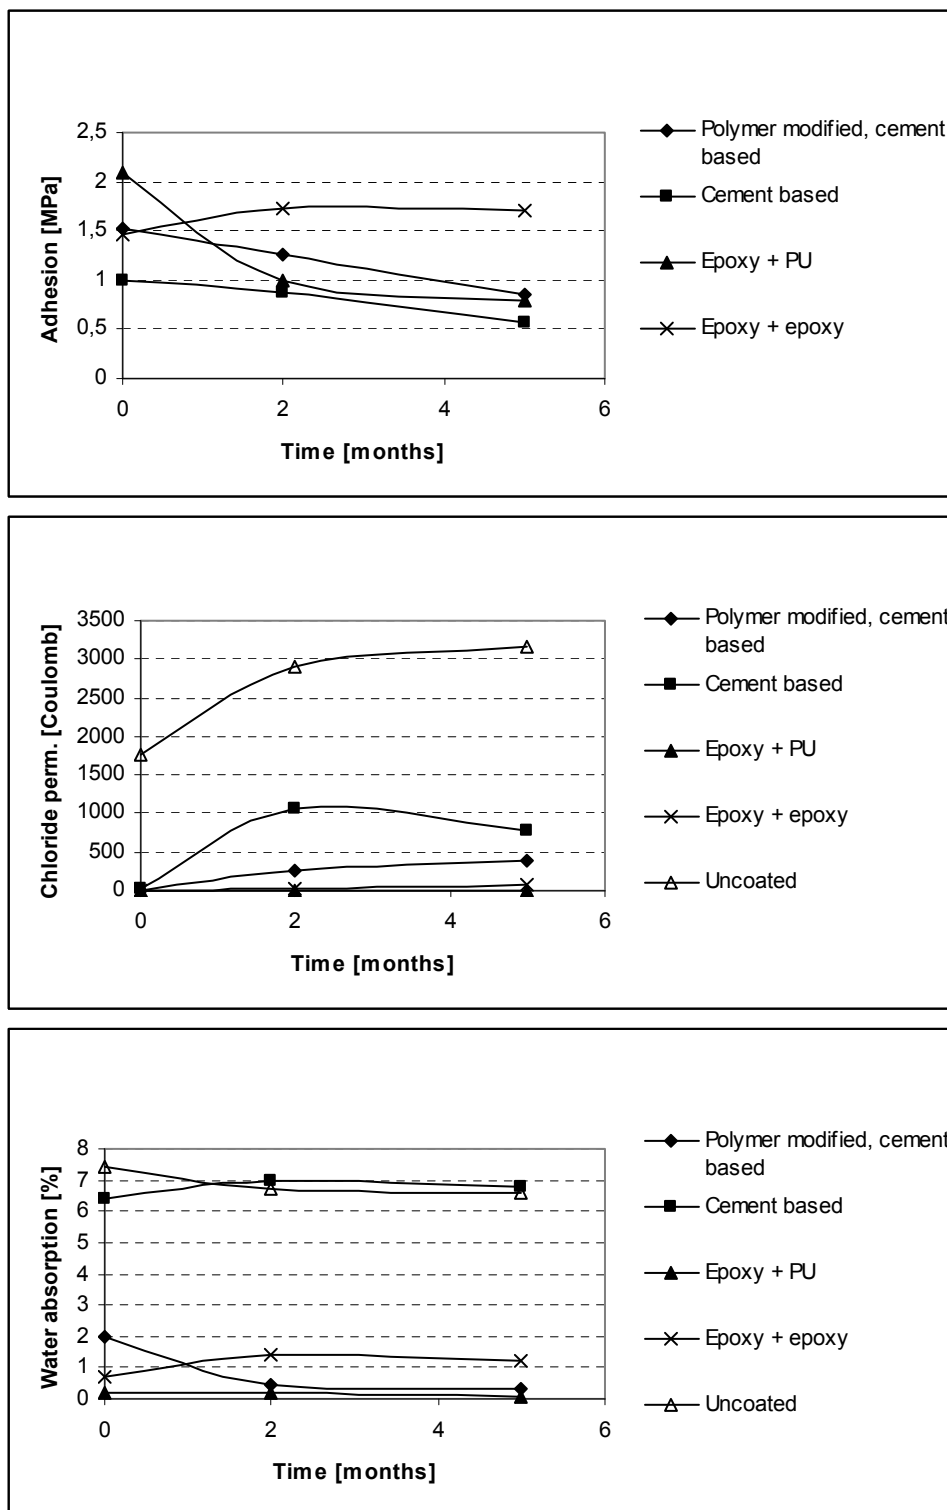 2,5
2
1,5
1
0,5
0
0
2
4
6
Adhesion [MPa]
Time [months]
Polymer modified, cement
based
Cement based
Epoxy + PU
Epoxy + epoxy
3500
3000
2500
2000
1500
1000
500
0
0
2
4
6
Chloride perm. [Coulomb]
Time [months]
Polymer modified, cement
based
Cement based
Epoxy + PU
Epoxy + epoxy
Uncoated
8
7
6
5
4
3
2
1
0
0
2
4
6
Water absorption [%]
Time [months]
Polymer modified, cement
based
Cement based
Epoxy + PU
Epoxy + epoxy
Uncoated